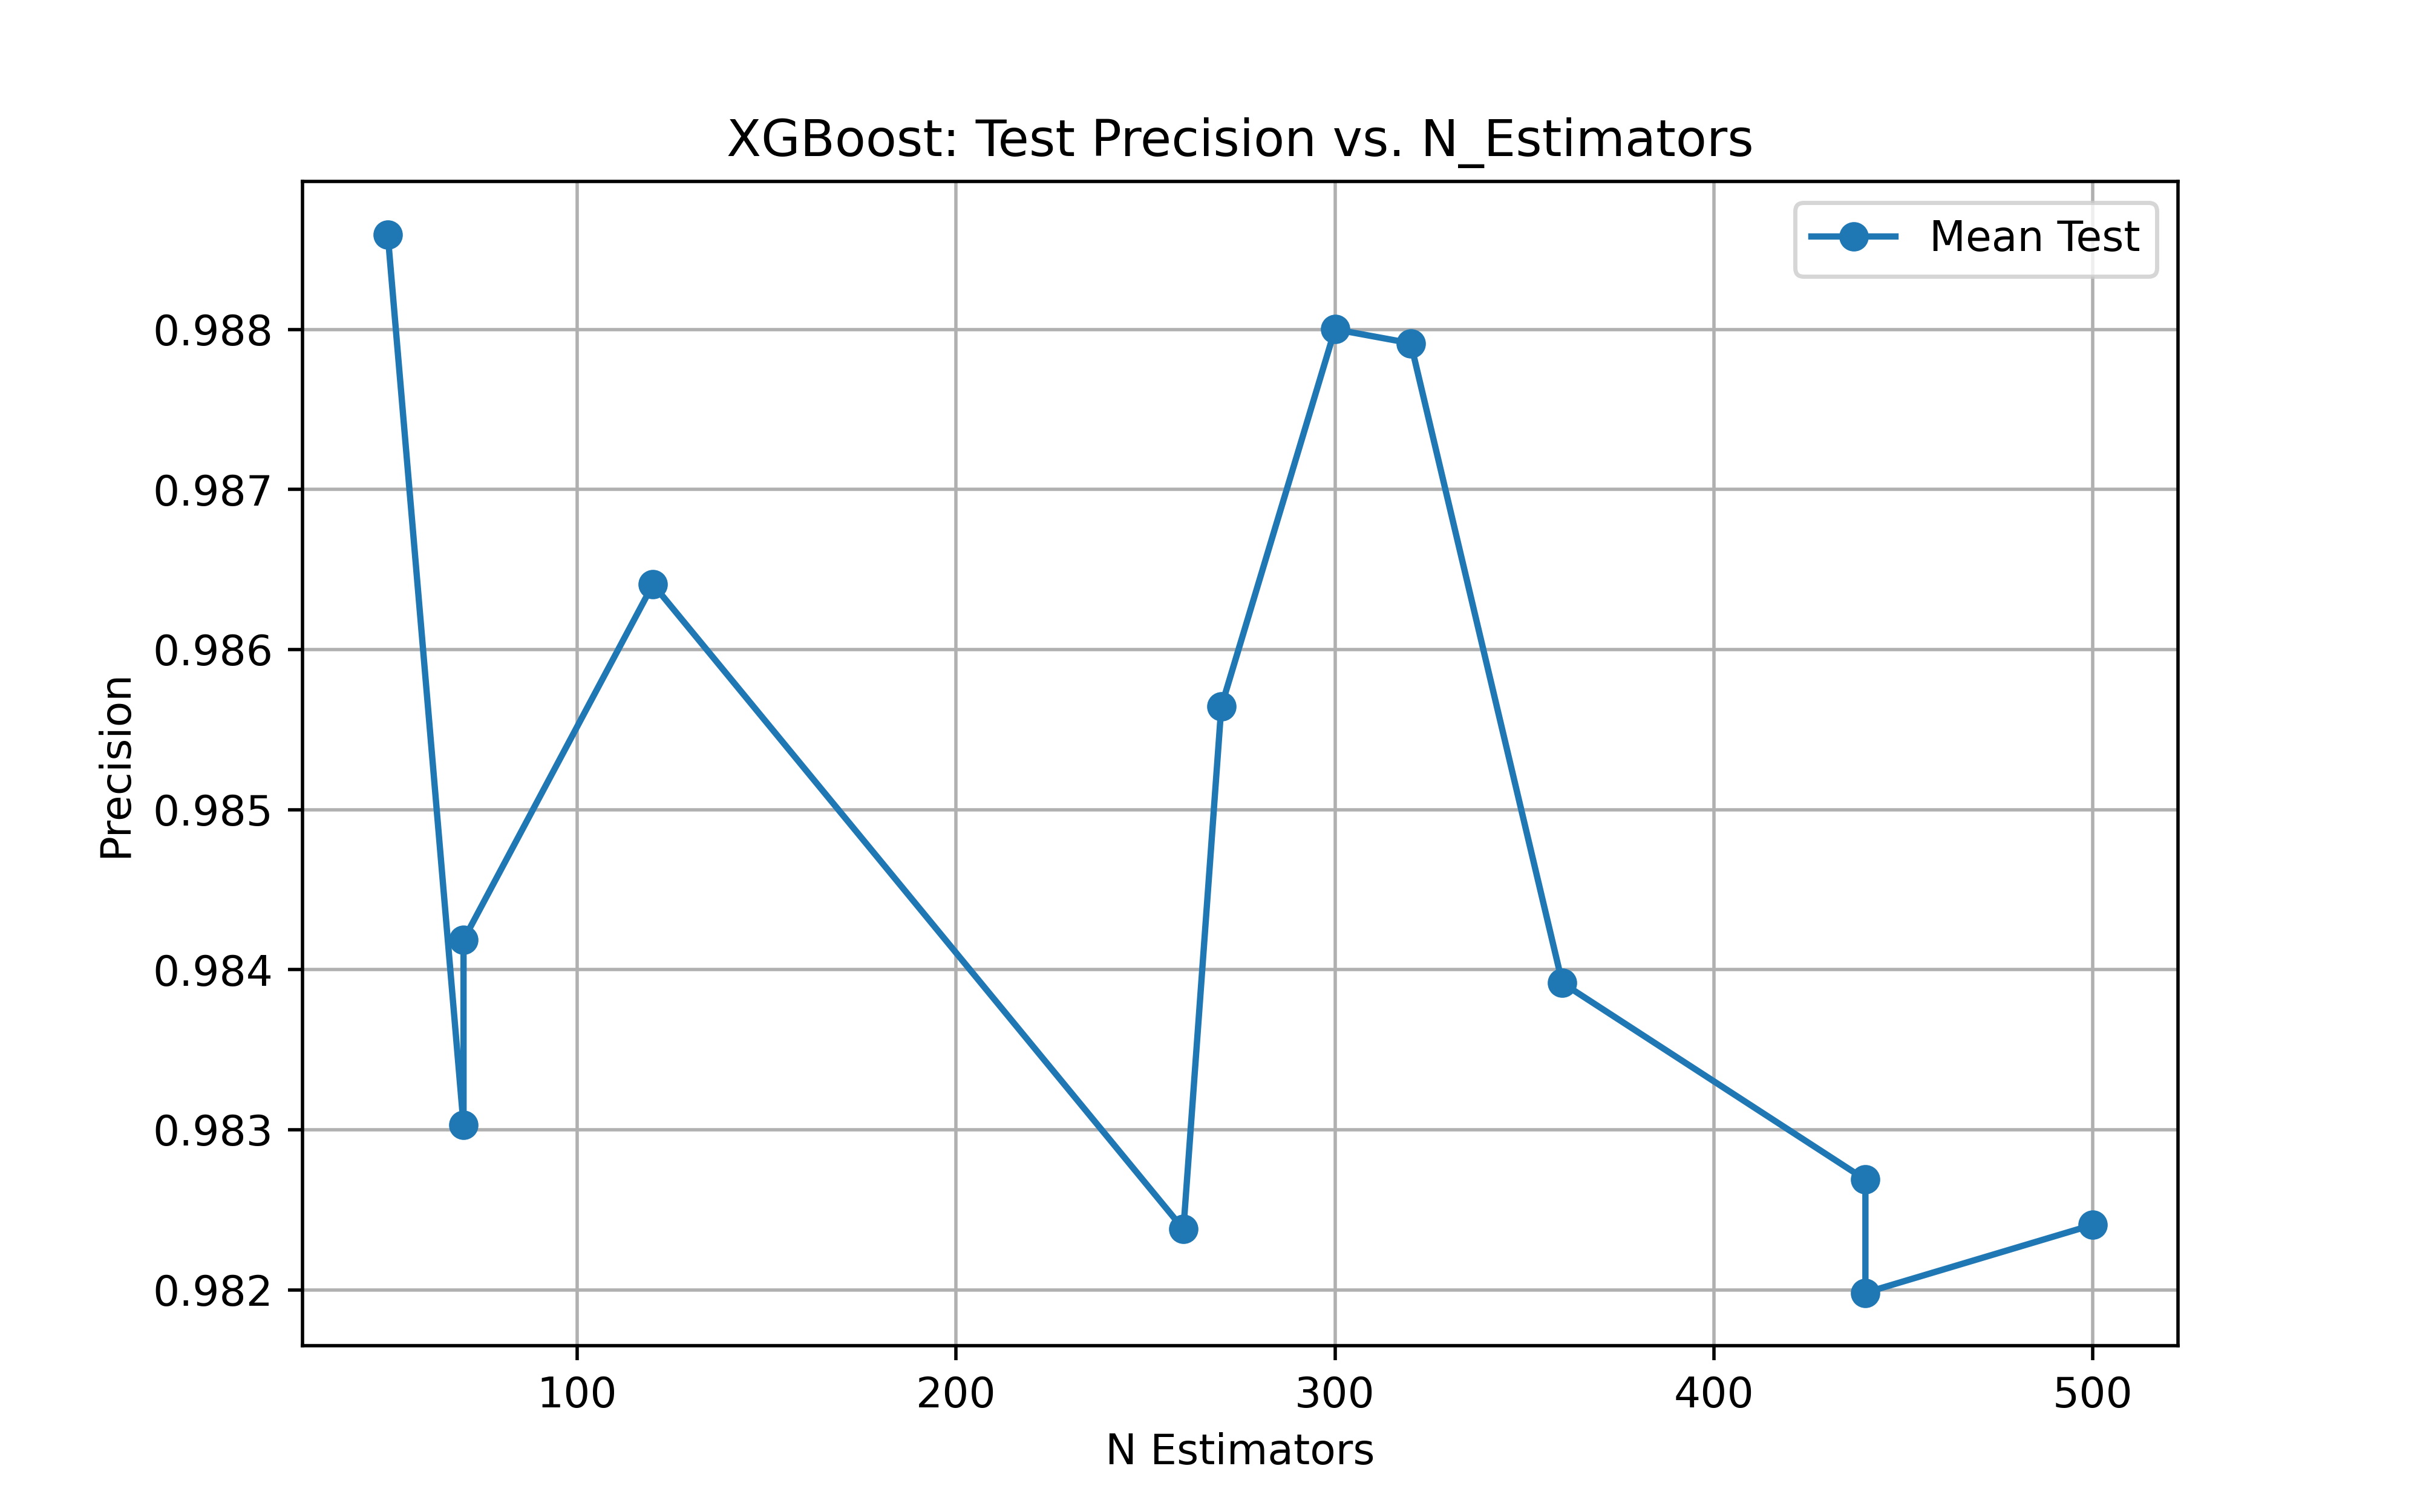 XGBoost: Test Precision vs. N_Estimators
Mean Test
0.988
0.987
0.986
0.985
0.984
0.983
0.982
Precision
100 200 300 400 500
N Estimators